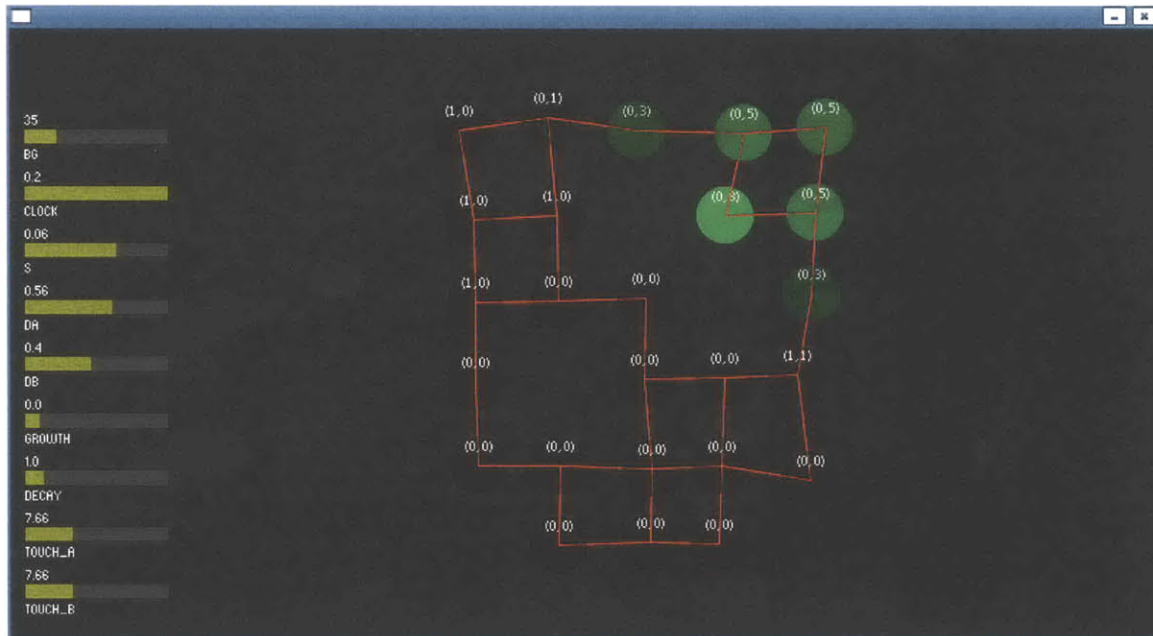 35
BG
0.2
CLOCK
0.06
S
0.56
DA
0.4
DB
0.0
GROWTH
1.0
DECAY
7.66
TOUCH_A
7.66
TOUCH_B
(1,0) (0,1) (0,3) (0,5) (0,5)
(1,0) (1,0) (0,8) (0,5)
(1,0) (0,0) (0,0) (0,3)
(0,0) (0,0) (0,0) (1,1)
(0,0) (0,0) (0,0) (0,0) (0,0)
(0,0) (0,0) (0,0)